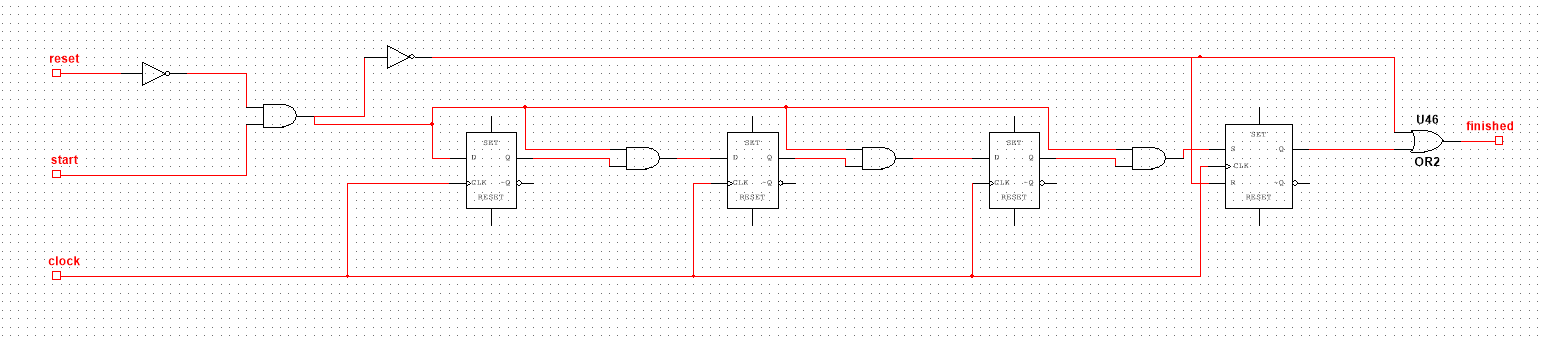 reset
start
clock
SET
D Q
CLK ~Q
RESET
SET
D Q
CLK ~Q
RESET
SET
D Q
CLK ~Q
RESET
SET
S Q
CLK
R ~Q
RESET
U46
OR2
finished